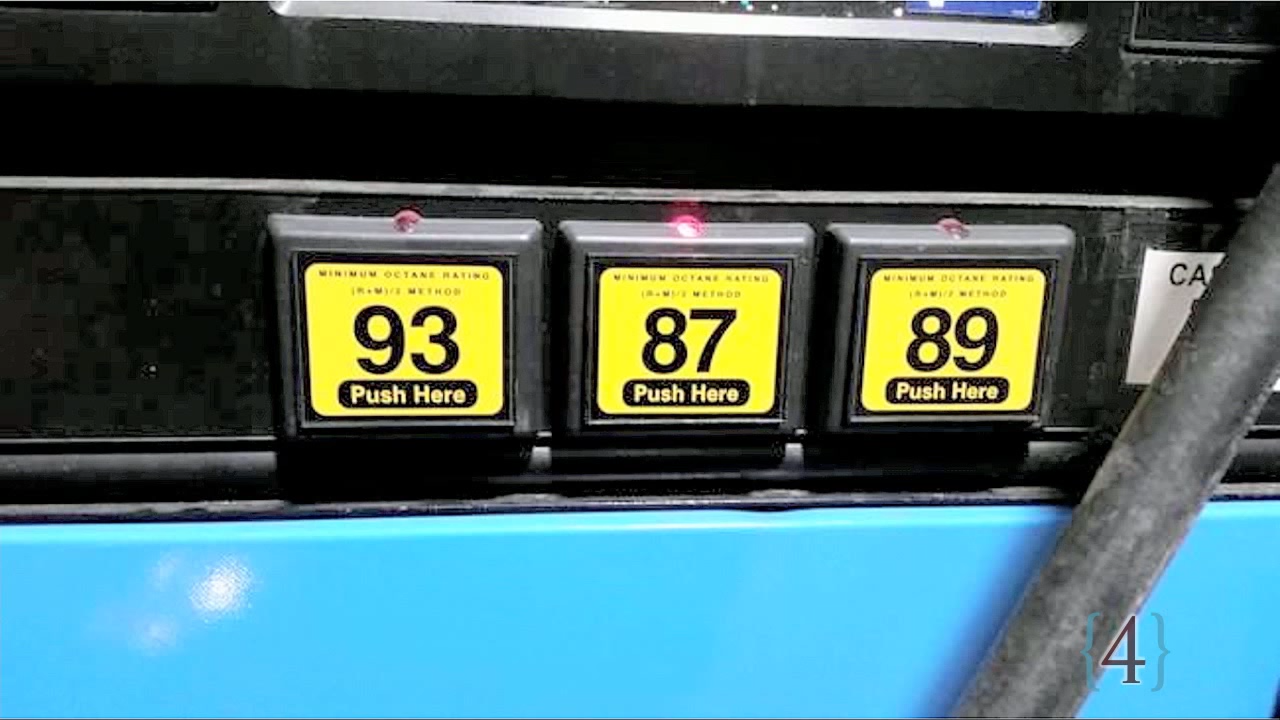 MINIMUM OCTANE RATING
(R+M)/2 METHOD
93
Push Here
MINIMUM OCTANE RATING
(R+M)/2 METHOD
87
Push Here
MINIMUM OCTANE RATING
(R+M)/2 METHOD
89
Push Here
{4}